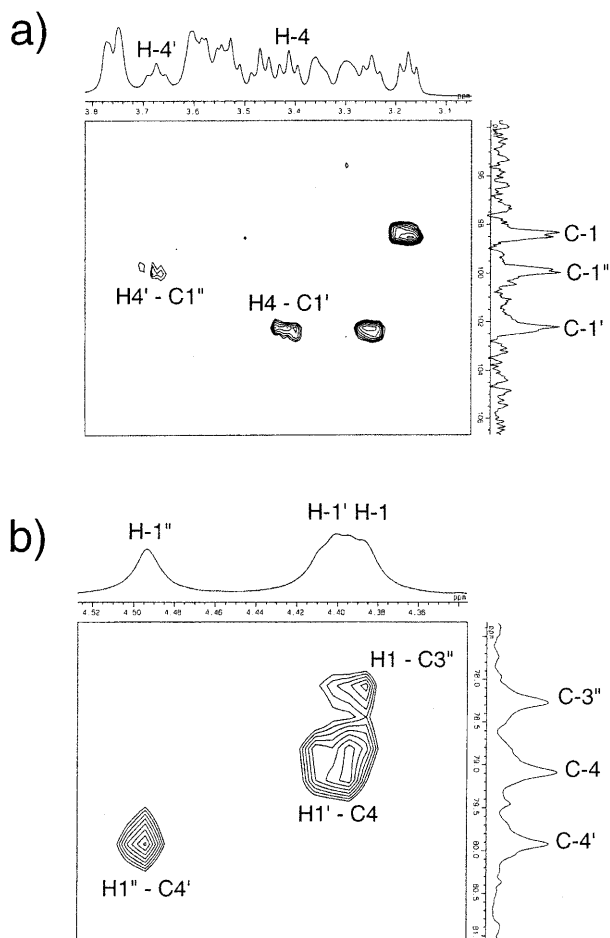 a)
H-4' H-4
3.8 3.7 3.6 3.5 3.4 3.3 3.2 3.1 ppm
96
98
100
102
104
106
C-1
C-1"
C-1'
H4' - C1"
H4 - C1'
b)
H-1" H-1' H-1
4.52 4.50 4.48 4.46 4.44 4.42 4.40 4.38 4.36 ppm
ppm
78.0
78.5
79.0
79.5
80.0
80.5
81
C-3"
C-4
C-4'
H1 - C3"
H1' - C4
H1" - C4'